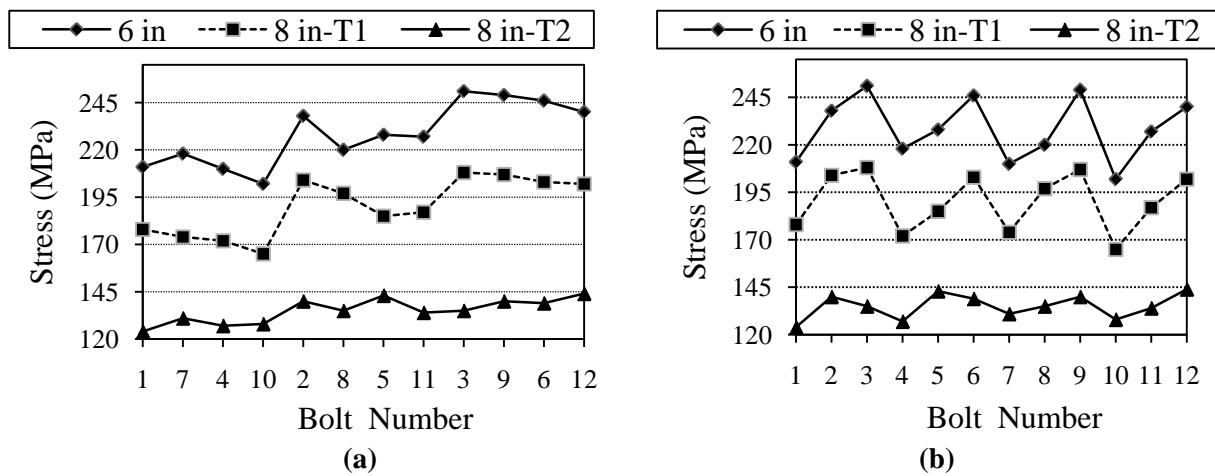 6 in 8 in-T1 8 in-T2
245
220
195
170
145
120
Stress (MPa)
1 7 4 10 2 8 5 11 3 9 6 12
Bolt Number
(a)
6 in 8 in-T1 8 in-T2
245
220
195
170
145
120
Stress (MPa)
1 2 3 4 5 6 7 8 9 10 11 12
Bolt Number
(b)